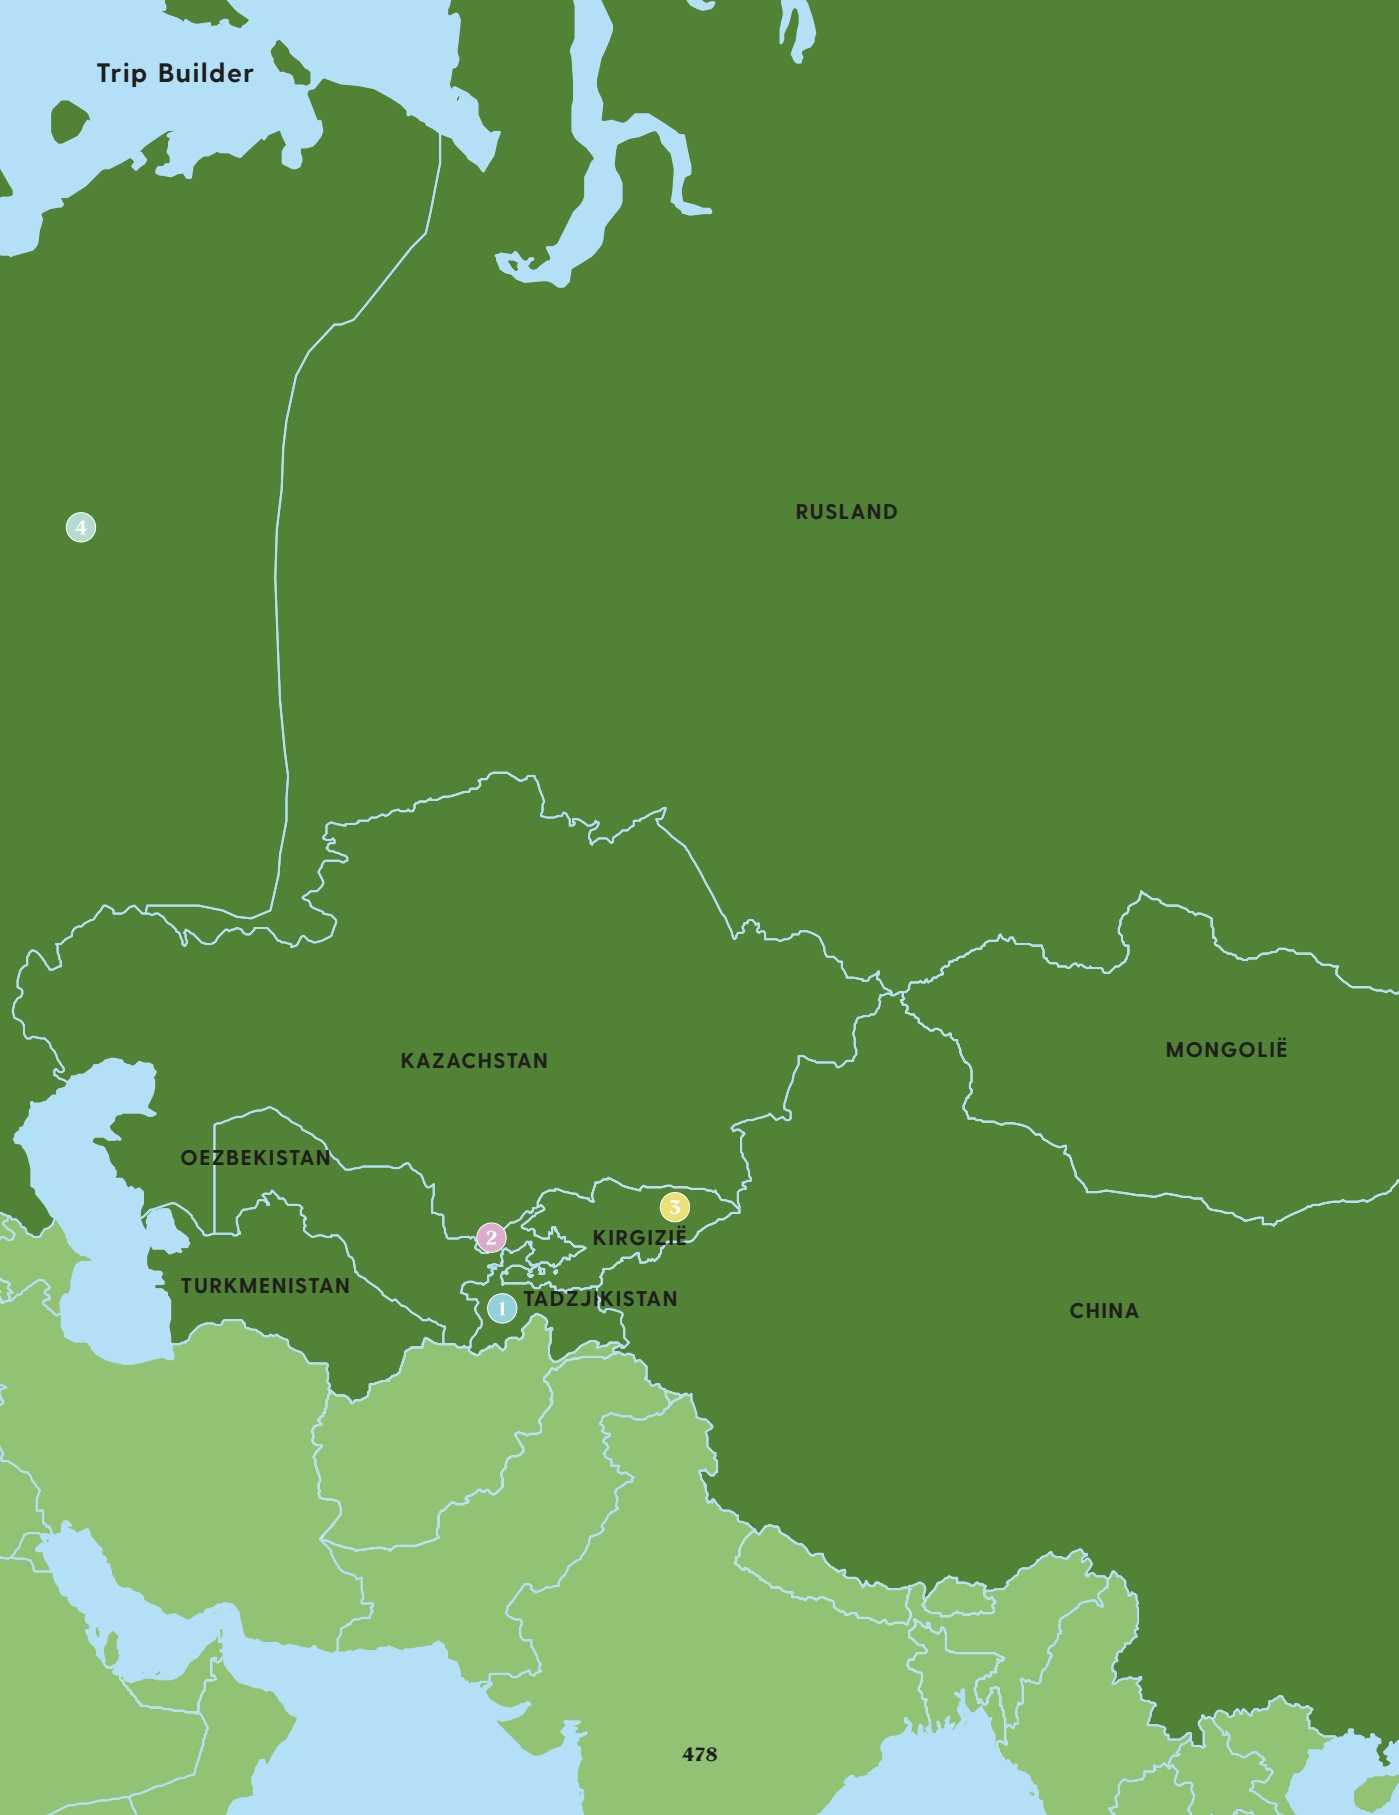 Trip Builder
RUSLAND
4
KAZACHSTAN
MONGOLIË
OEZBEKISTAN
3
2
KIRGIZIË
TURKMENISTAN
1
TADZJIKISTAN
CHINA
478